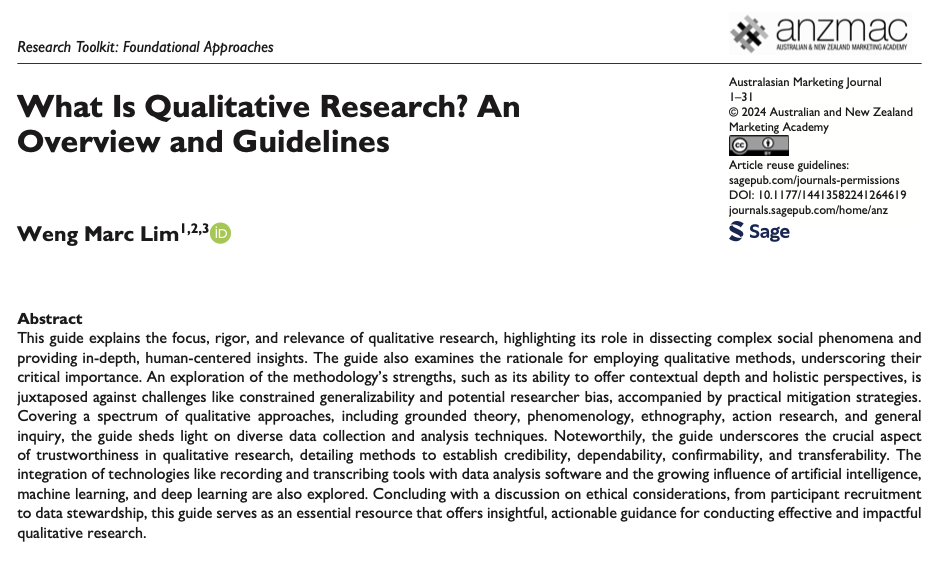 Research Toolkit: Foundational Approaches
anzmac
AUSTRALIAN & NEW ZEALAND MARKETING ACADEMY
What Is Qualitative Research? An
Overview and Guidelines
Australasian Marketing Journal
1–31
© 2024 Australian and New Zealand
Marketing Academy
cc
BY
Article reuse guidelines:
sagepub.com/journals-permissions
DOI: 10.1177/14413582241264619
journals.sagepub.com/home/anz
Sage
Weng Marc Lim1,2,3 iD
Abstract
This guide explains the focus, rigor, and relevance of qualitative research, highlighting its role in dissecting complex social phenomena and
providing in-depth, human-centered insights. The guide also examines the rationale for employing qualitative methods, underscoring their
critical importance. An exploration of the methodology's strengths, such as its ability to offer contextual depth and holistic perspectives, is
juxtaposed against challenges like constrained generalizability and potential researcher bias, accompanied by practical mitigation strategies.
Covering a spectrum of qualitative approaches, including grounded theory, phenomenology, ethnography, action research, and general
inquiry, the guide sheds light on diverse data collection and analysis techniques. Noteworthily, the guide underscores the crucial aspect
of trustworthiness in qualitative research, detailing methods to establish credibility, dependability, confirmability, and transferability. The
integration of technologies like recording and transcribing tools with data analysis software and the growing influence of artificial intelligence,
machine learning, and deep learning are also explored. Concluding with a discussion on ethical considerations, from participant recruitment
to data stewardship, this guide serves as an essential resource that offers insightful, actionable guidance for conducting effective and impactful
qualitative research.